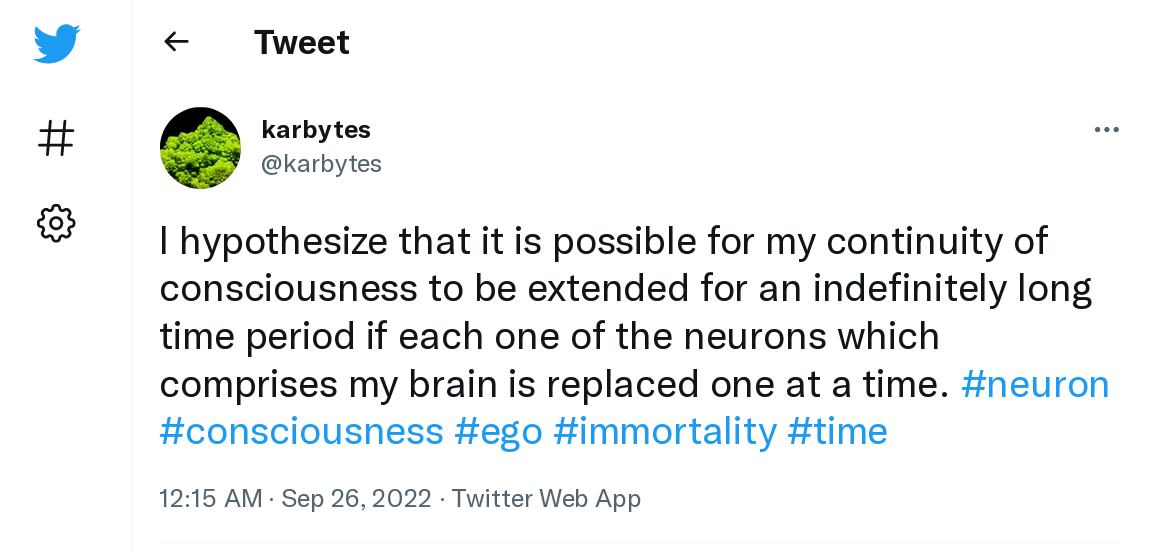 Tweet
karbytes
@karbytes
I hypothesize that it is possible for my continuity of
consciousness to be extended for an indefinitely long
time period if each one of the neurons which
comprises my brain is replaced one at a time. #neuron
#consciousness #ego #immortality #time
12:15 AM · Sep 26, 2022 · Twitter Web App